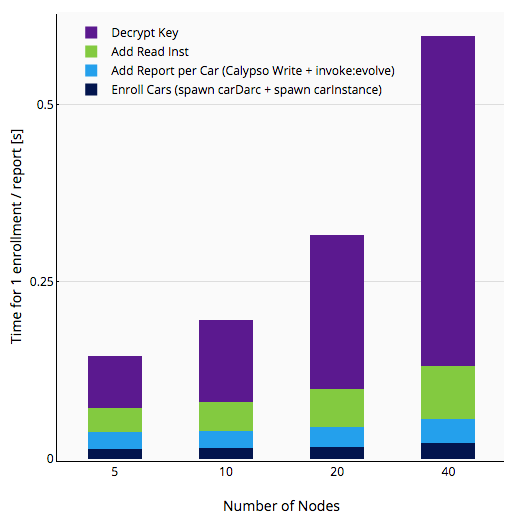 Decrypt Key
Add Read Inst
Add Report per Car (Calypso Write + invoke:evolve)
Enroll Cars (spawn carDarc + spawn carInstance)
Time for 1 enrollment / report [s]
0.5
0.25
0
5 10 20 40
Number of Nodes